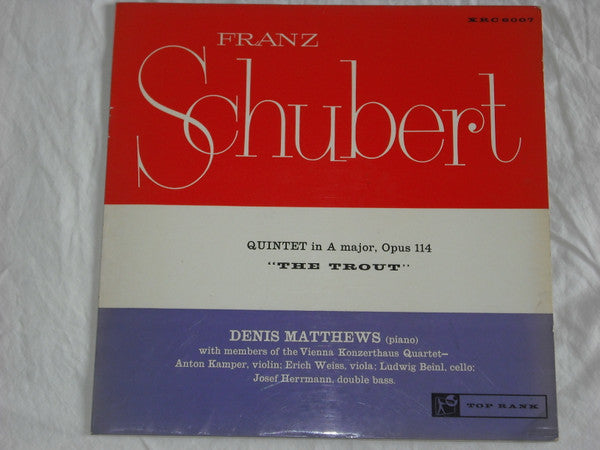 XRC 6007
FRANZ
Schubert
QUINTET in A major, Opus 114
"THE TROUT"
DENIS MATTHEWS (piano)
with members of the Vienna Konzerthaus Quartet—
Anton Kamper, violin; Erich Weiss, viola; Ludwig Beinl, cello;
Josef Herrmann, double bass.
TOP RANK